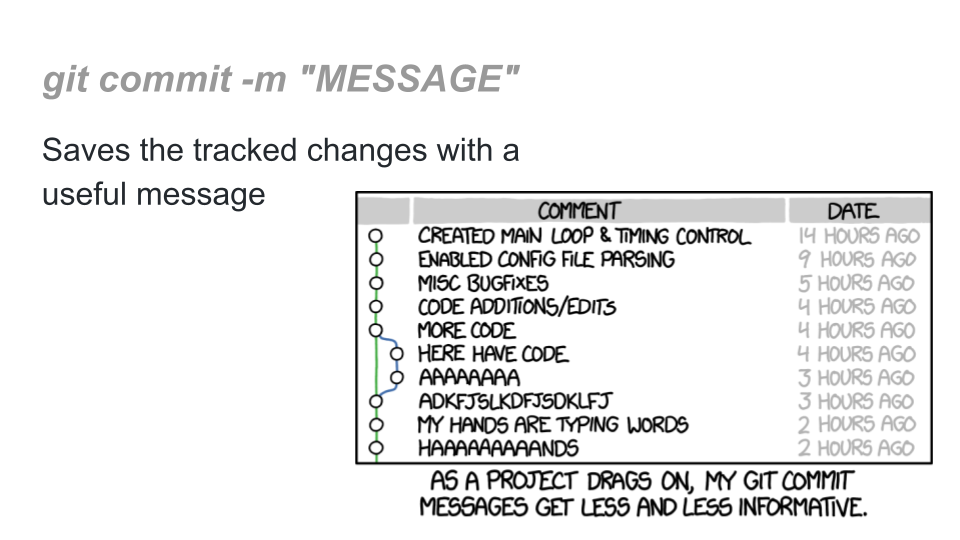 git commit -m "MESSAGE"
Saves the tracked changes with a
useful message
COMMENT DATE
CREATED MAIN LOOP & TIMING CONTROL 14 HOURS AGO
ENABLED CONFIG FILE PARSING 9 HOURS AGO
MISC BUGFIXES 5 HOURS AGO
CODE ADDITIONS/EDITS 4 HOURS AGO
MORE CODE 4 HOURS AGO
HERE HAVE CODE 4 HOURS AGO
AAAAAAAA 3 HOURS AGO
ADKFJSLKDFJSDKLFJ 3 HOURS AGO
MY HANDS ARE TYPING WORDS 2 HOURS AGO
HAAAAAAAAANDS 2 HOURS AGO
AS A PROJECT DRAGS ON, MY GIT COMMIT
MESSAGES GET LESS AND LESS INFORMATIVE.